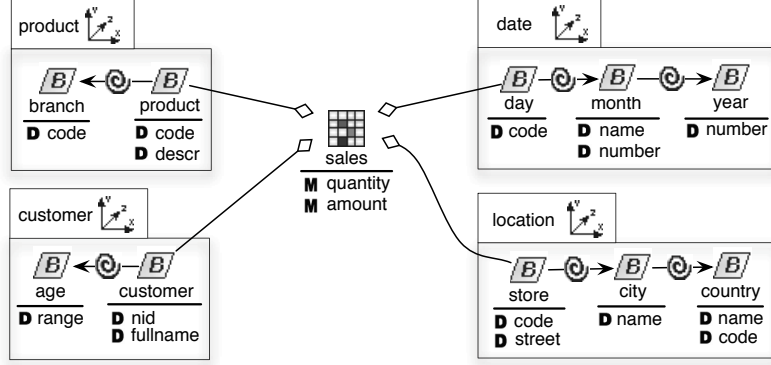 product
B
B
branch
product
D code
D code
D descr
customer
B
B
age
customer
D range
D nid
D fullname
sales
M quantity
M amount
date
B
B
B
day
month
year
D code
D name
D number
D number
location
B
B
B
store
city
country
D code
D street
D name
D name
D code